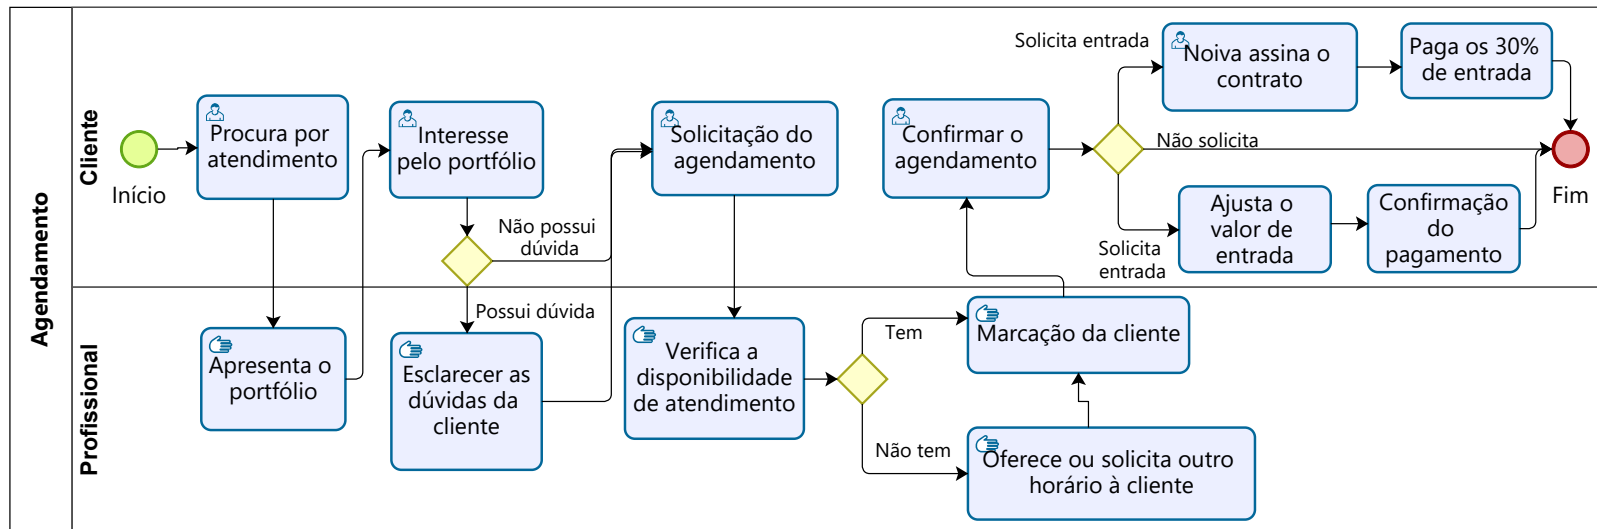 Agendamento
Cliente
Profissional
Início
Procura por
atendimento
Apresenta o
portfólio
Interesse
pelo portfólio
Não possui
dúvida
Possui dúvida
Esclarecer as
dúvidas da
cliente
Solicitação do
agendamento
Verifica a
disponibilidade
de atendimento
Tem
Não tem
Marcação da cliente
Oferece ou solicita outro
horário à cliente
Confirmar o
agendamento
Solicita entrada
Noiva assina o
contrato
Paga os 30%
de entrada
Não solicita
Solicita
entrada
Ajusta o
valor de
entrada
Confirmação
do
pagamento
Fim